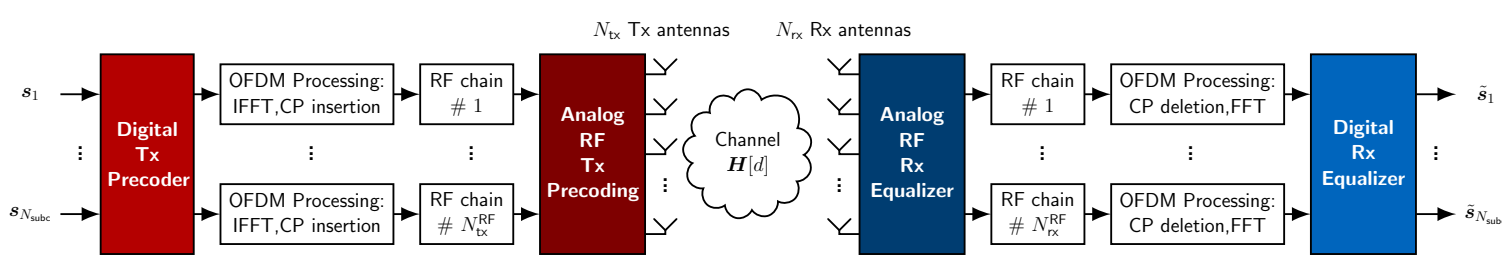 N_tx Tx antennas
N_rx Rx antennas
s_1
⋮
s_{N_subc}
Digital
Tx
Precoder
OFDM Processing:
IFFT,CP insertion
⋮
OFDM Processing:
IFFT,CP insertion
RF chain
# 1
⋮
RF chain
# N_tx^RF
Analog
RF
Tx
Precoding
⋮
Channel
H[d]
⋮
Analog
RF
Rx
Equalizer
RF chain
# 1
⋮
RF chain
# N_rx^RF
OFDM Processing:
CP deletion,FFT
⋮
OFDM Processing:
CP deletion,FFT
Digital
Rx
Equalizer
s̃_1
⋮
s̃_{N_sub